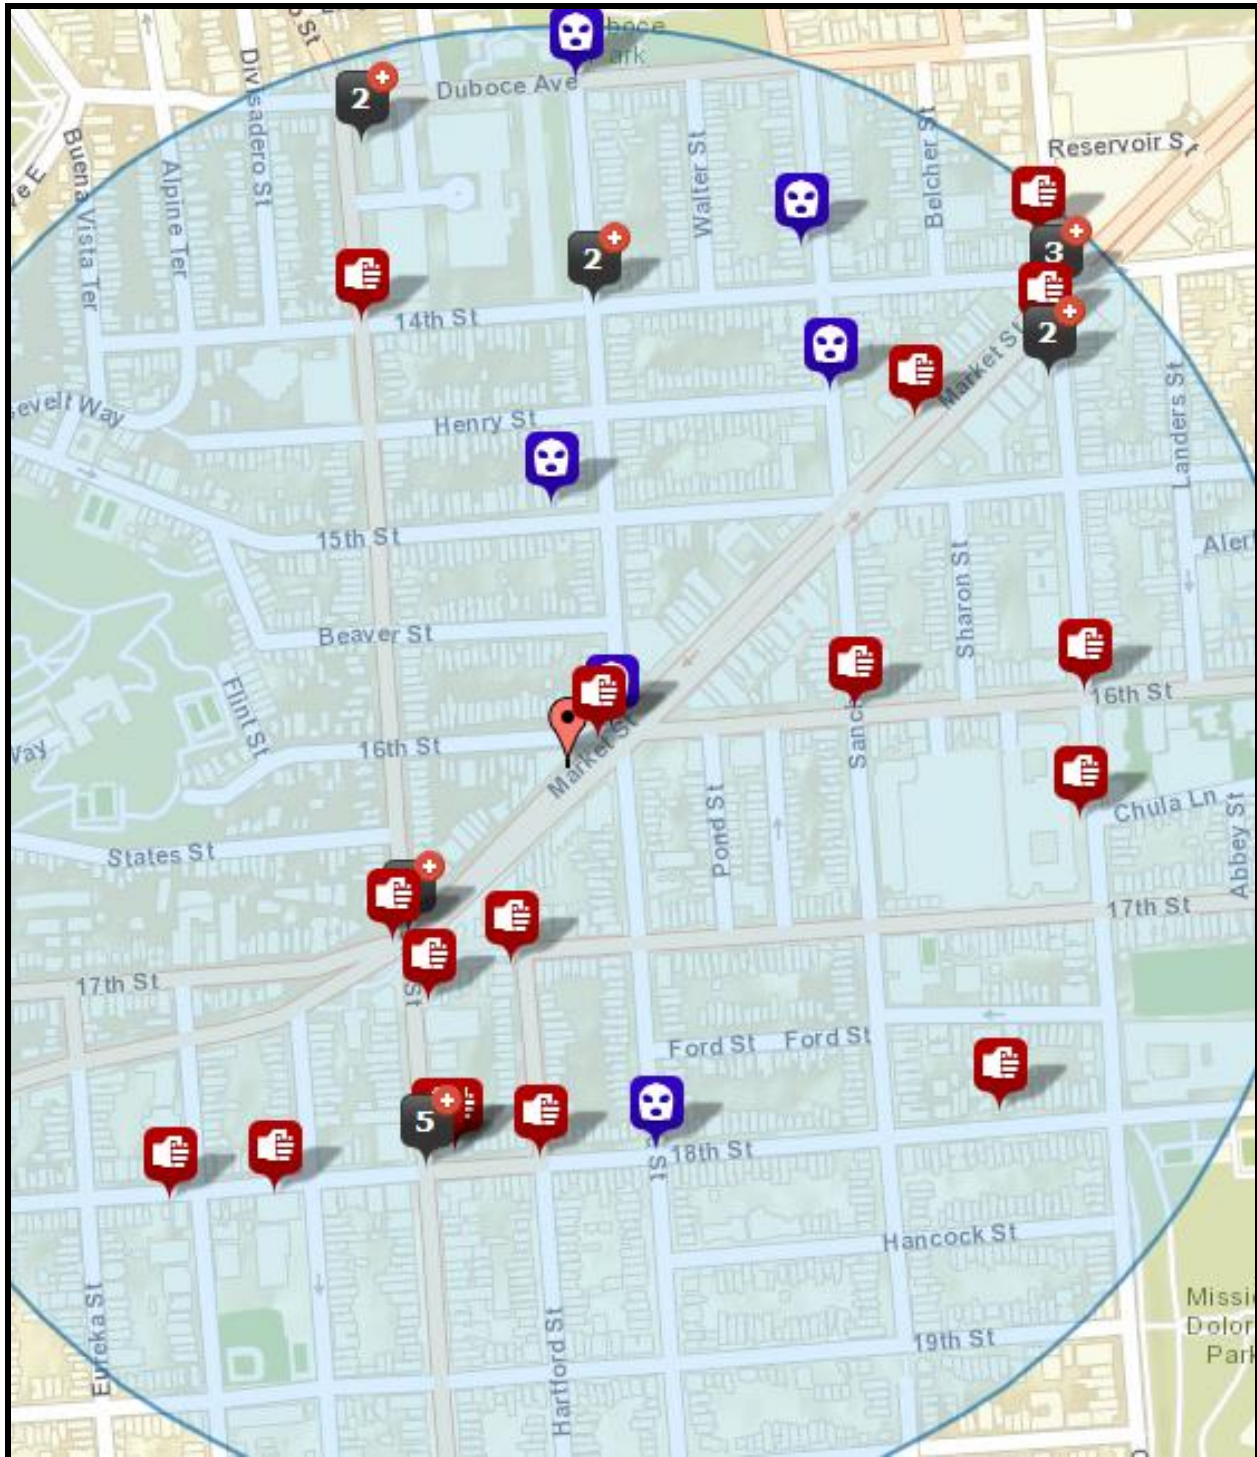 Duboce Ave
Divisadero St
Buena Vista Ter
Alpine Ter
Walter St
Belcher St
Reservoir St
2
2
3
2
14th St
Market St
Landers St
Henry St
15th St
Beaver St
Sharon St
Flint St
16th St
16th St
Market St
Pond St
Chula Ln
Abbey St
States St
17th St
17th St
St
Ford St
Ford St
5
18th St
St
Hancock St
19th St
Eureka St
Hartford St